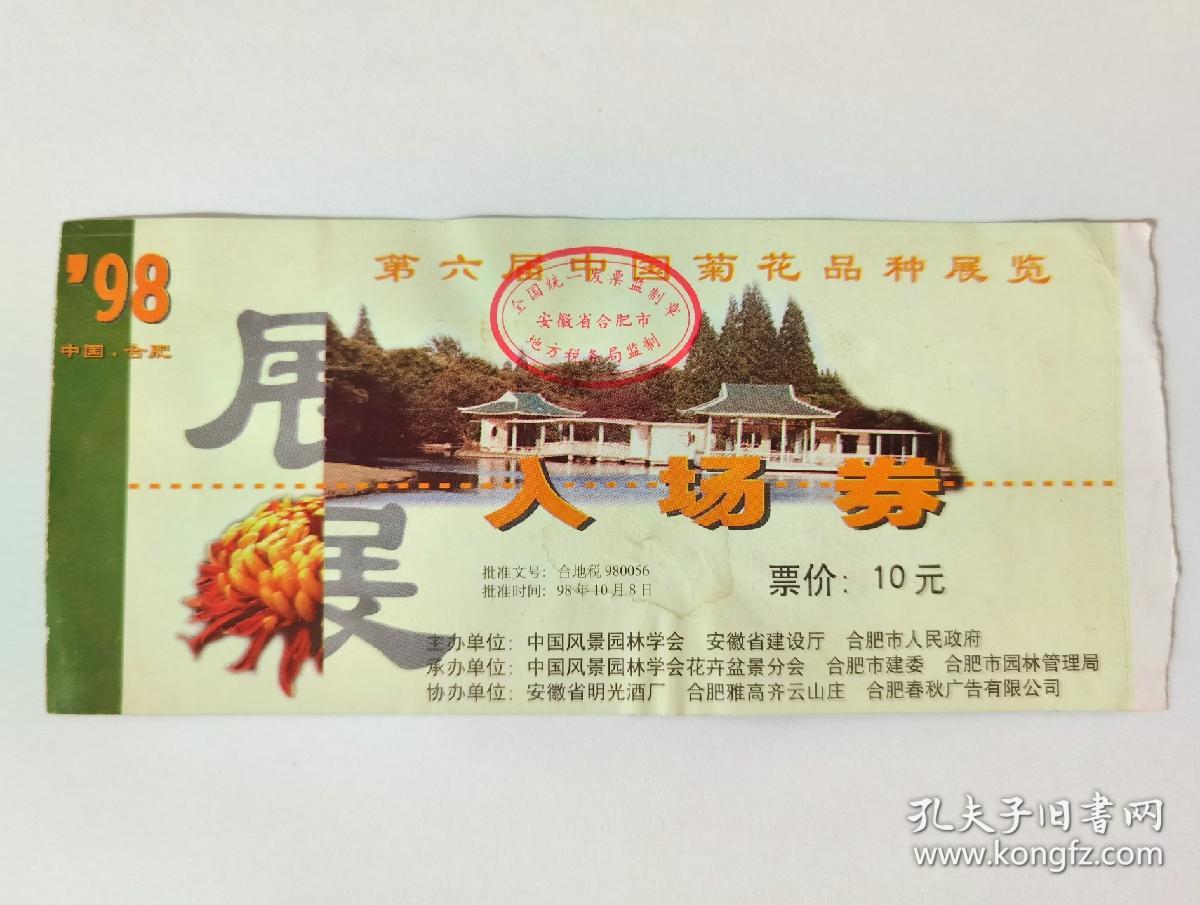 '98
中国·合肥
第六届中国菊花品种展览
全国统一发票监制章
安徽省合肥市
地方税务局监制
展
展
入场券
批准文号：合地税 980056
批准时间：98年10月8日
票价：10元
主办单位：中国风景园林学会 安徽省建设厅 合肥市人民政府
承办单位：中国风景园林学会花卉盆景分会 合肥市建委 合肥市园林管理局
协办单位：安徽省明光酒厂 合肥雅高齐云山庄 合肥春秋广告有限公司
孔夫子旧书网
www.kongfz.com